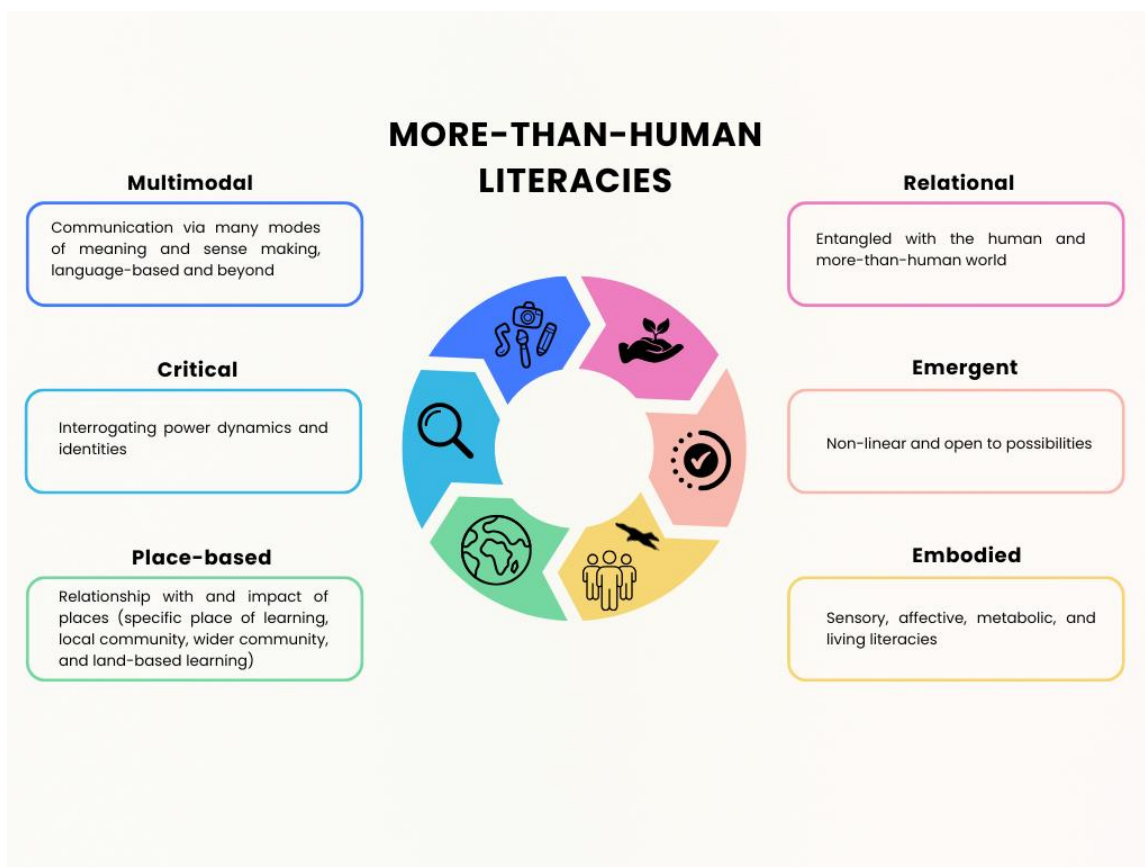 MORE-THAN-HUMAN
LITERACIES
Multimodal
Communication via many modes
of meaning and sense making,
language-based and beyond
Critical
Interrogating power dynamics and
identities
Place-based
Relationship with and impact of
places (specific place of learning,
local community, wider community,
and land-based learning)
Relational
Entangled with the human and
more-than-human world
Emergent
Non-linear and open to possibilities
Embodied
Sensory, affective, metabolic, and
living literacies